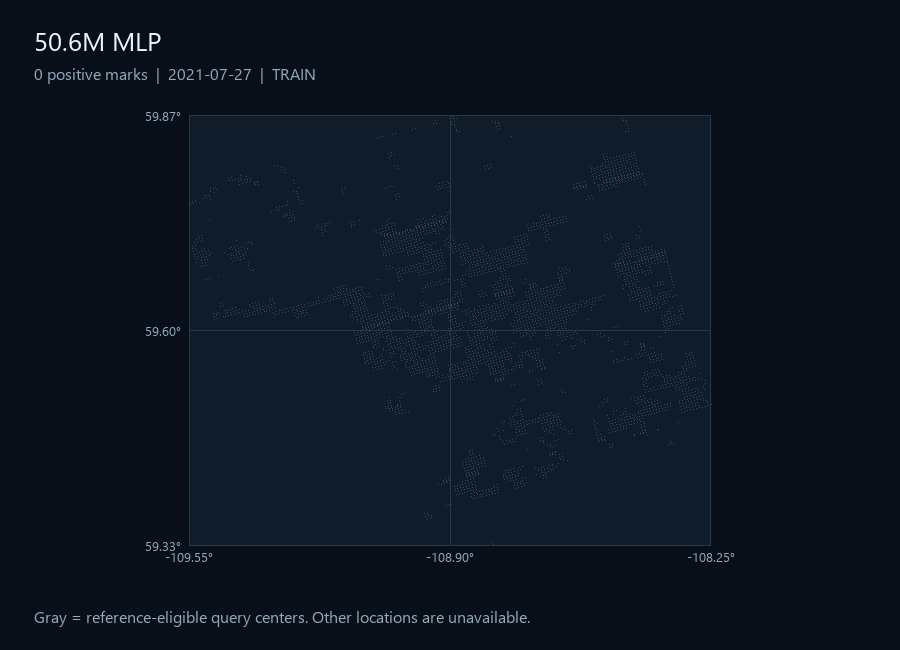 50.6M MLP
0 positive marks | 2021-07-27 | TRAIN
59.87°
59.60°
59.33°
-109.55° -108.90° -108.25°
Gray = reference-eligible query centers. Other locations are unavailable.